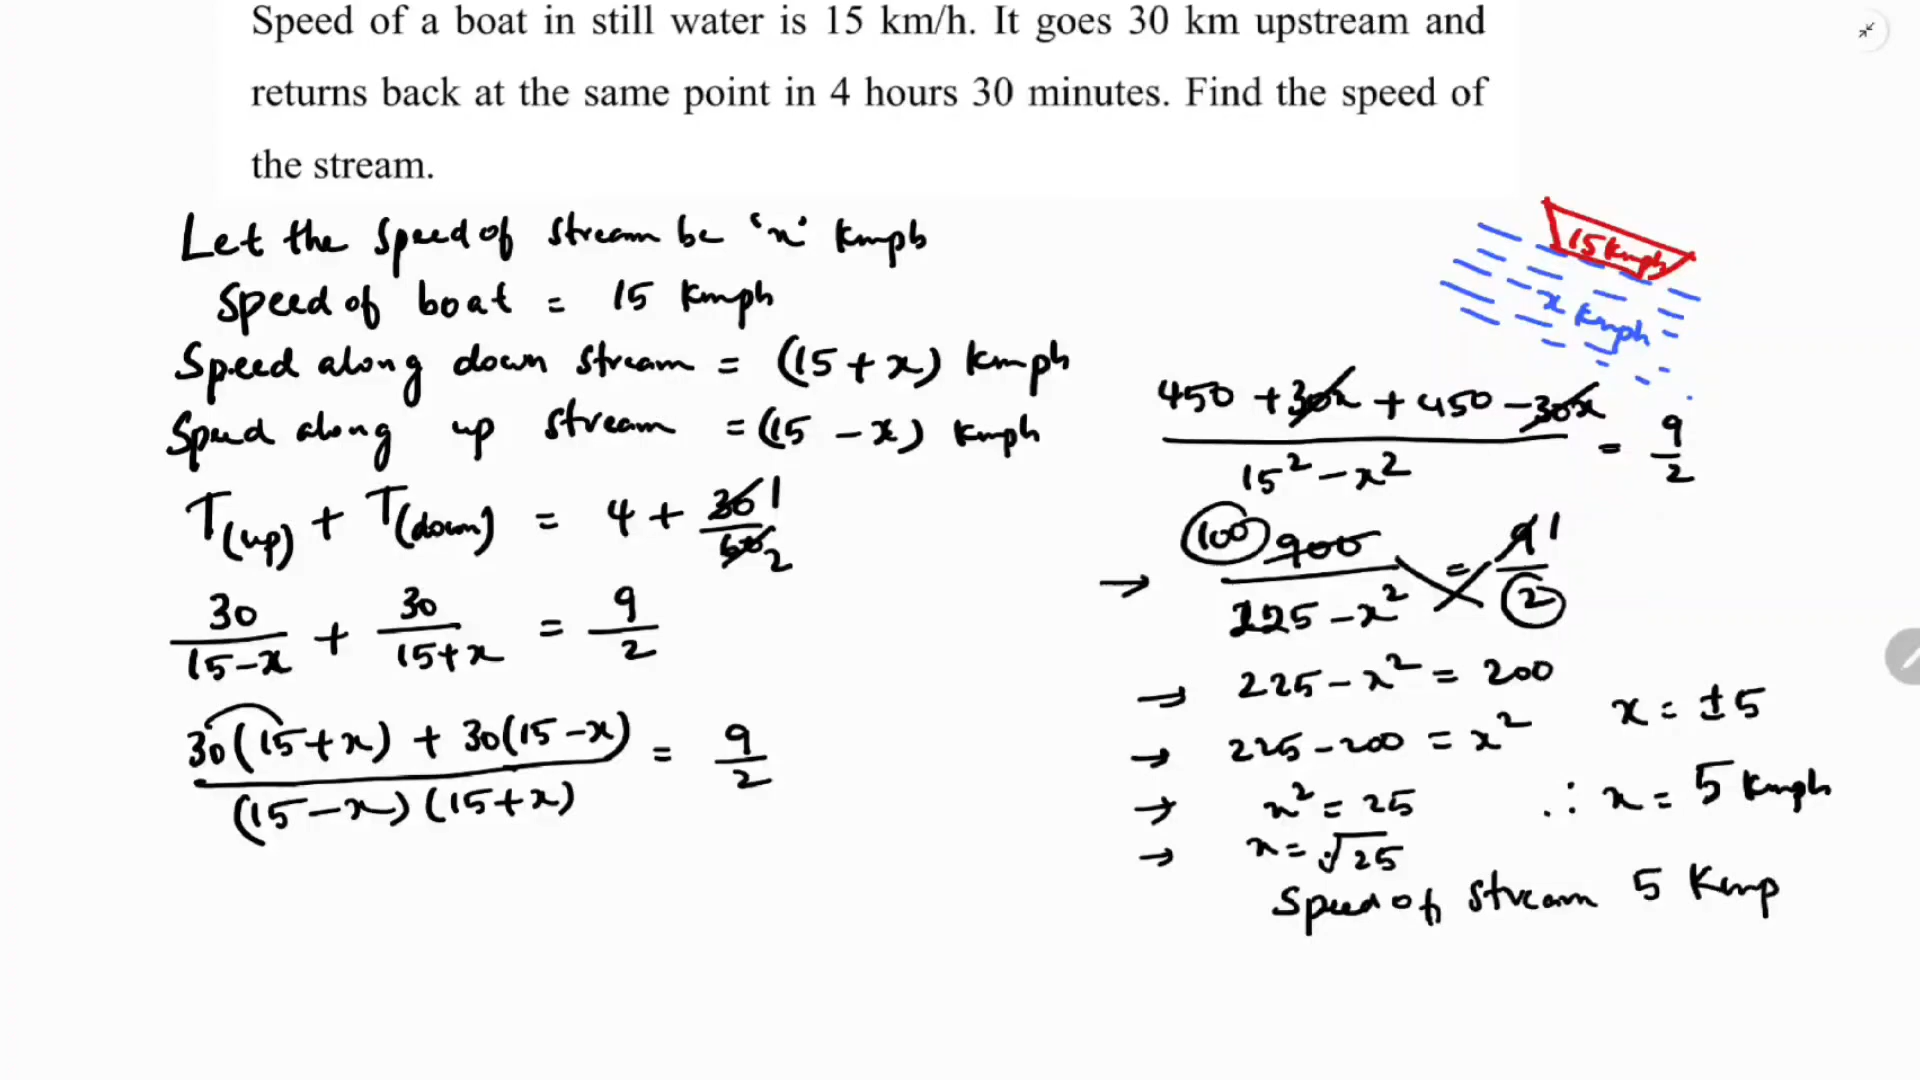 Speed of a boat in still water is 15 km/h. It goes 30 km upstream and
returns back at the same point in 4 hours 30 minutes. Find the speed of
the stream.
Let the speed of stream be 'x' kmph
Speed of boat = 15 kmph
Speed along down stream = (15 + x) kmph
Speed along up stream = (15 - x) kmph
T(up) + T(down) = 4 + 30/60 1/2
30/(15-x) + 30/(15+x) = 9/2
(30(15+x) + 30(15-x))/((15-x)(15+x)) = 9/2
15 kmph
x kmph
(450 + 30x + 450 - 30x)/(15² - x²) = 9/2
→ 100 900/(225 - x²) = 9 1/2
→ 225 - x² = 200
→ 225 - 200 = x²
→ x² = 25
→ x = √25
x = ±5
∴ x = 5 kmph
Speed of stream 5 Kmp